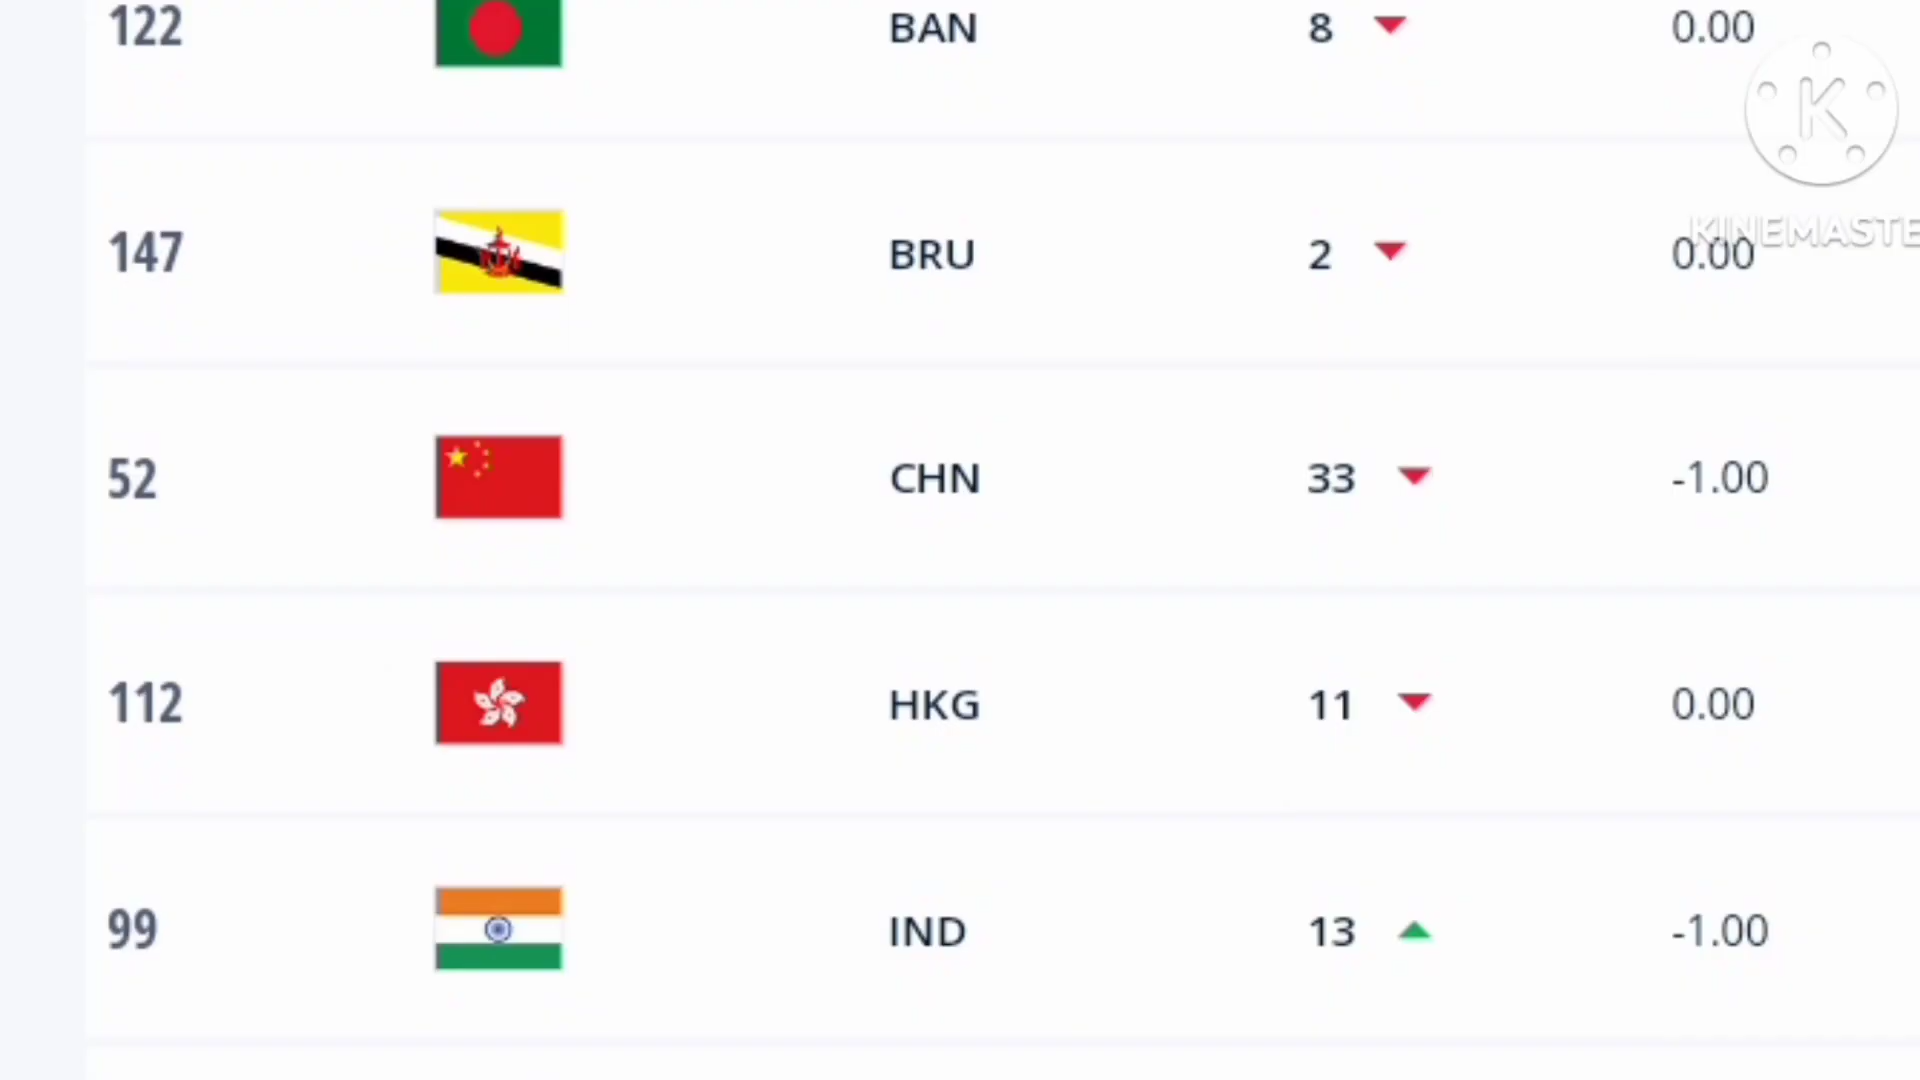 122 BAN 8 0.00
K
147 BRU 2 0.00
KINEMASTE
52 CHN 33 -1.00
112 HKG 11 0.00
99 IND 13 -1.00